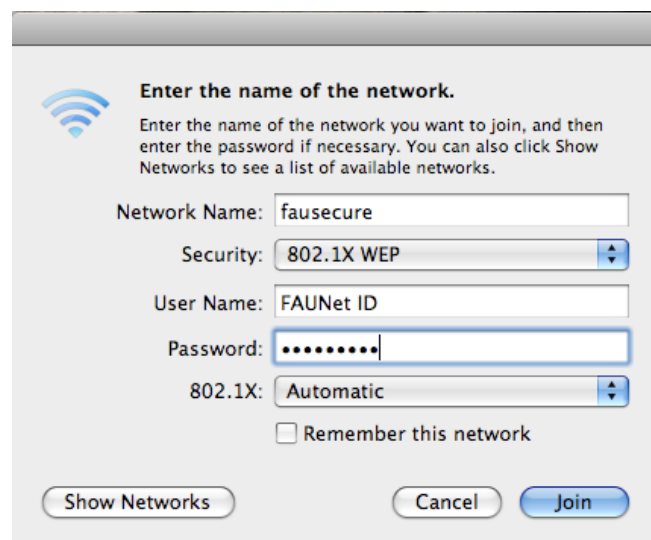 Enter the name of the network.
Enter the name of the network you want to join, and then
enter the password if necessary. You can also click Show
Networks to see a list of available networks.
Network Name: fausecure
Security: 802.1X WEP
User Name: FAUNet ID
Password: •••••••••
802.1X: Automatic
Remember this network
Show Networks Cancel Join